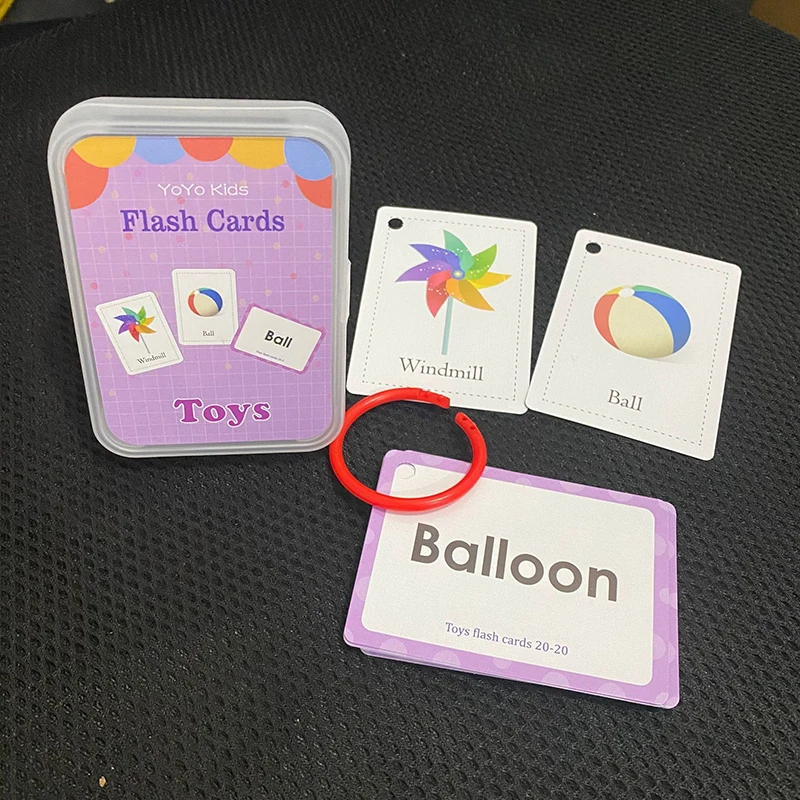 YoYo Kids
Flash Cards
Windmill
Ball
Ball
Toys
Windmill
Ball
Balloon
Toys flash cards 20-20